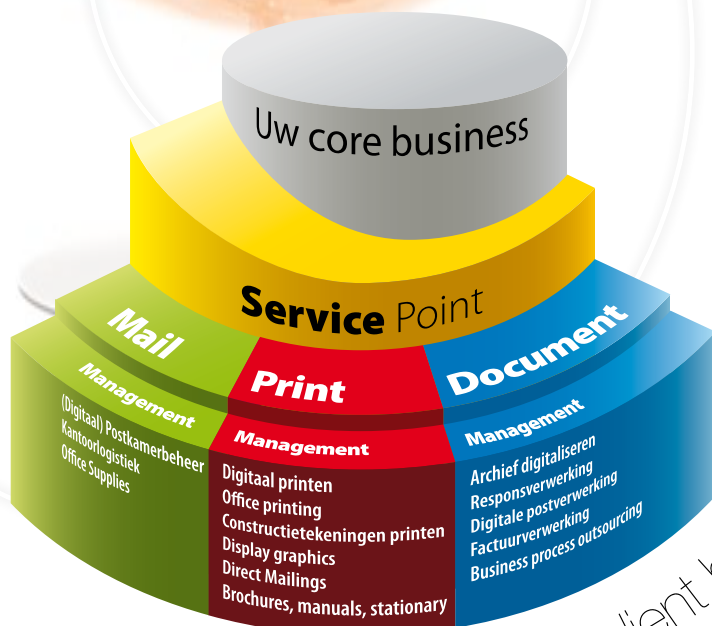 Uw core business
Service Point
Mail
Management
(Digitaal) Postkamerbeheer
Kantoorlogistiek
Office Supplies
Print
Management
Digitaal printen
Office printing
Constructietekeningen printen
Display graphics
Direct Mailings
Brochures, manuals, stationary
Document
Management
Archief digitaliseren
Responsverwerking
Digitale postverwerking
Factuurverwerking
Business process outsourcing